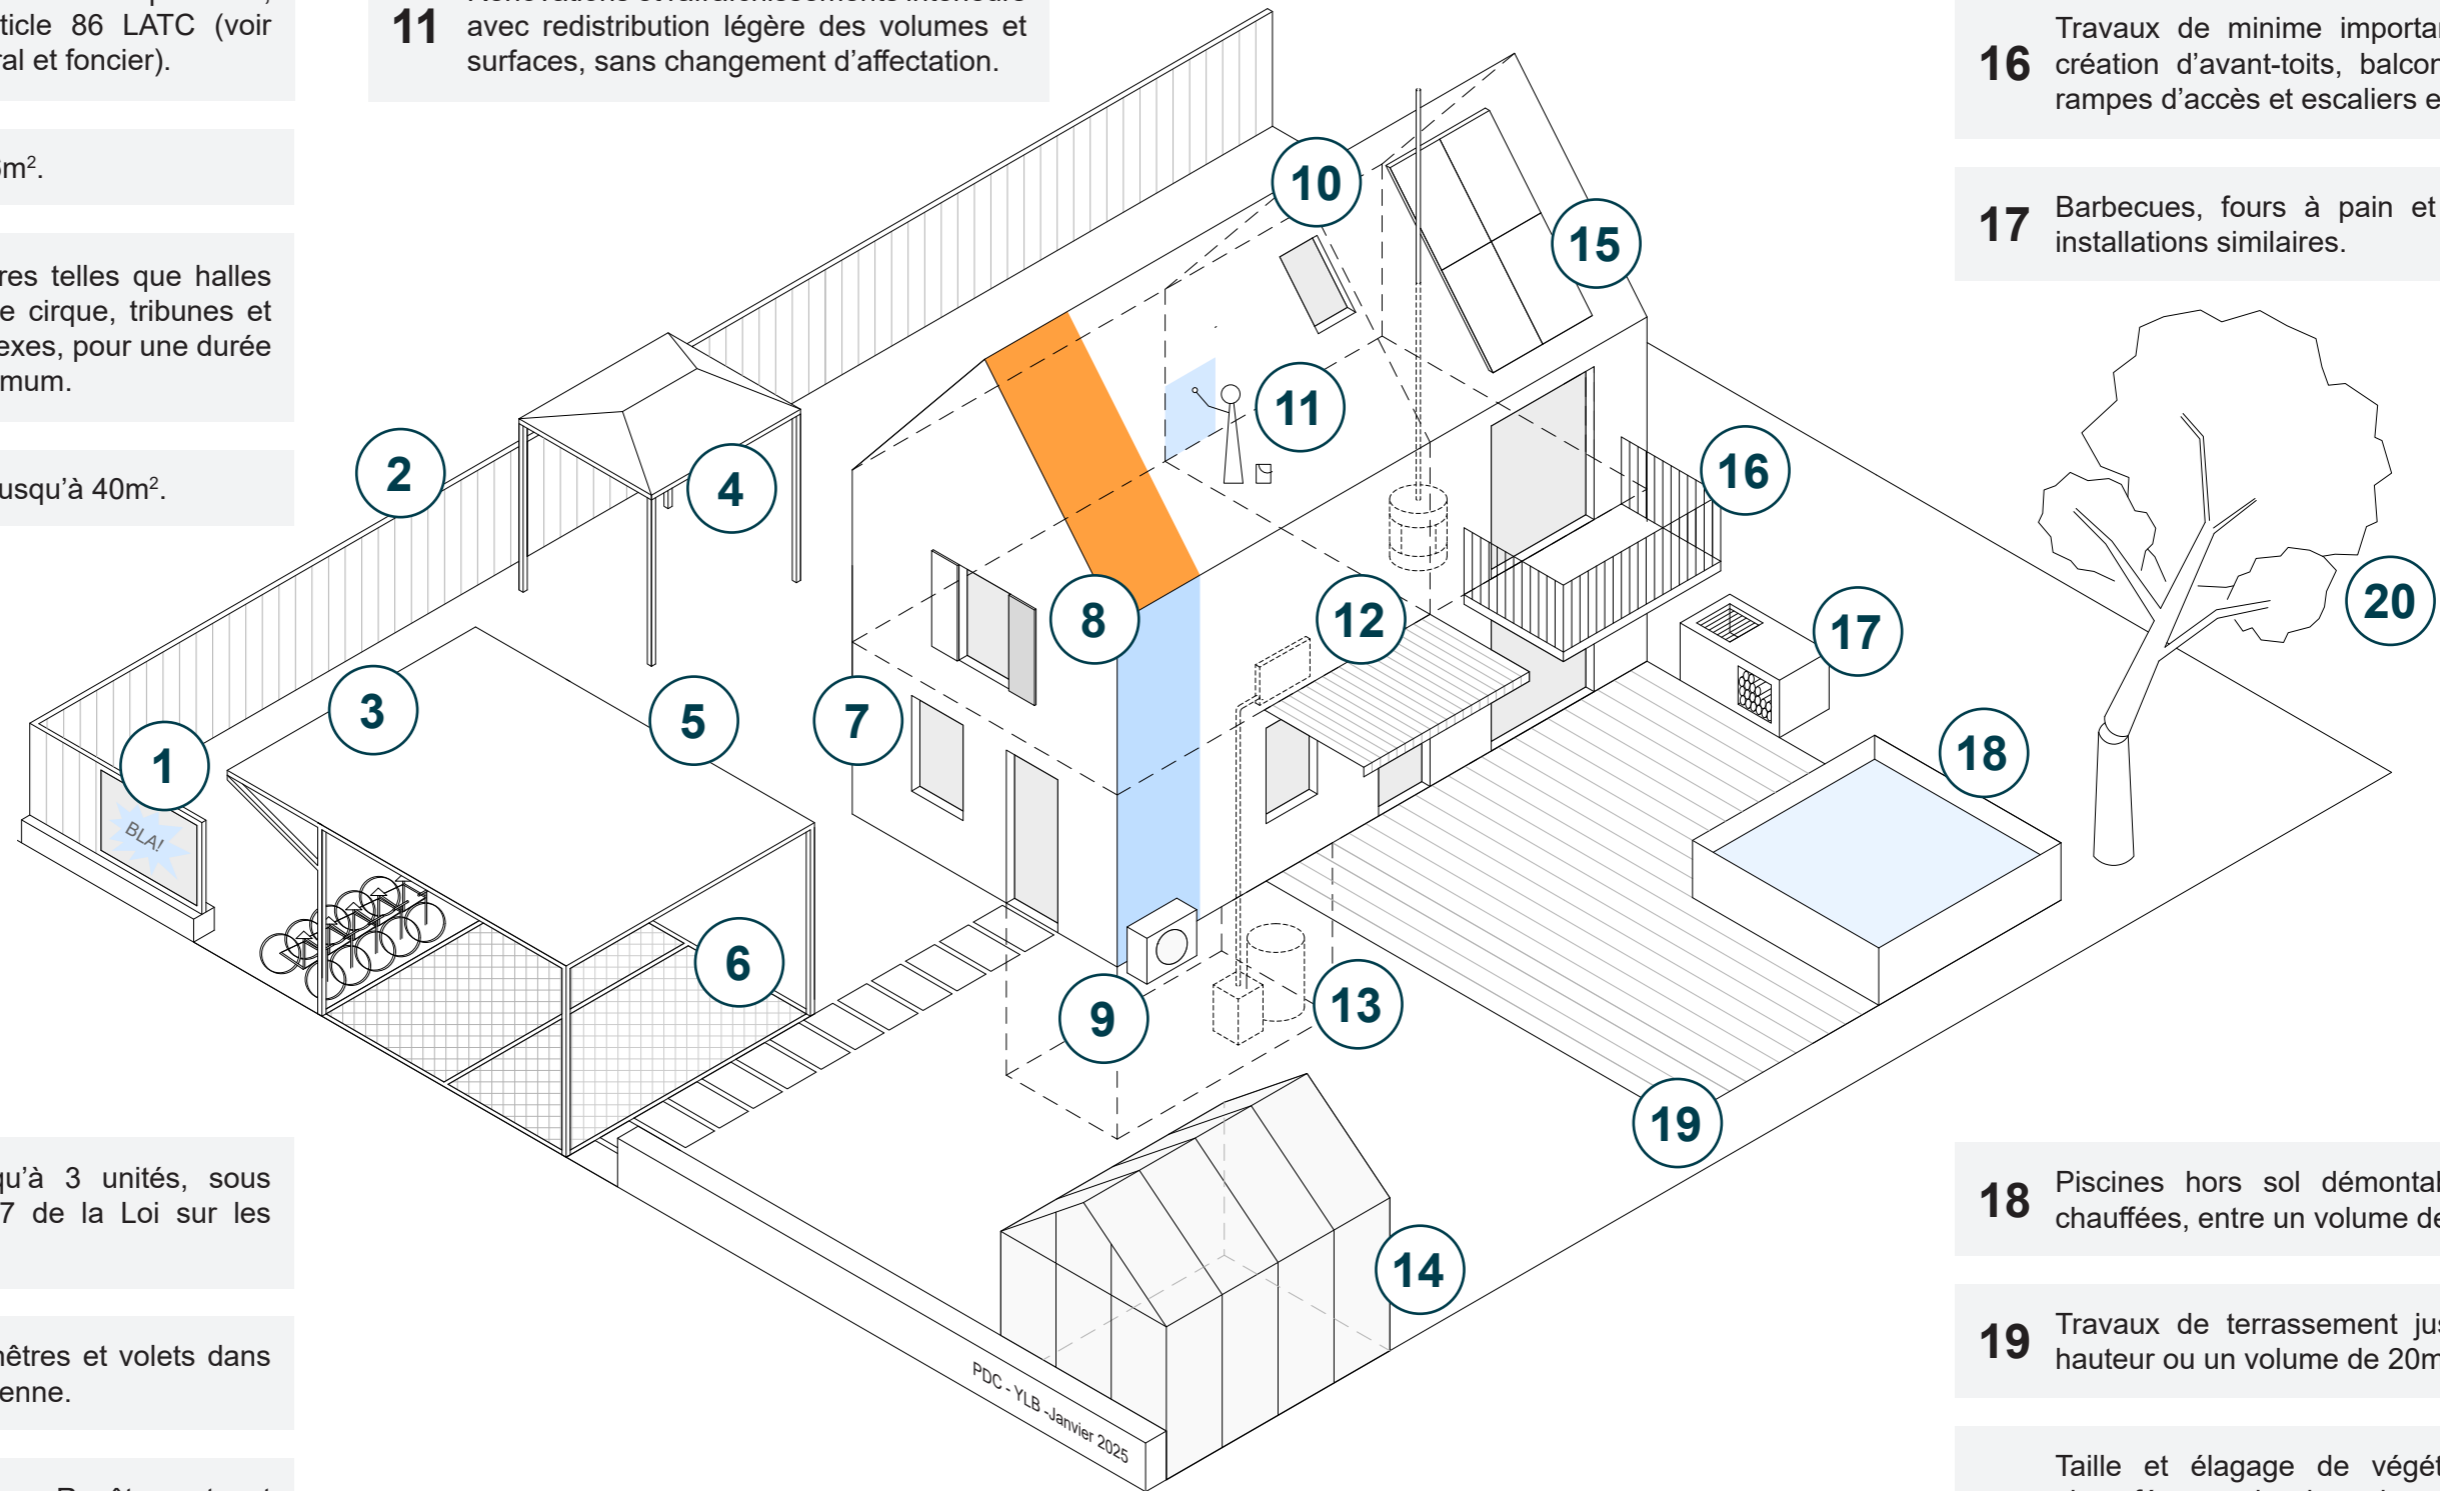 ticle 86 LATC (voir
ral et foncier).
m².
res telles que halles
e cirque, tribunes et
exes, pour une durée
mum.
usqu’à 40m².
11
avec redistribution légère des volumes et
surfaces, sans changement d’affectation.
16
Travaux de minime importan
création d’avant-toits, balcon
rampes d’accès et escaliers e
17
Barbecues, fours à pain et
installations similaires.
10
15
2
4
11
16
8
12
17
20
3
5
7
1
18
BLA!
6
9
13
19
14
PDC - YLB -Janvier 2025
qu’à 3 unités, sous
7 de la Loi sur les
nêtres et volets dans
enne.
18
Piscines hors sol démontab
chauffées, entre un volume de
19
Travaux de terrassement jus
hauteur ou un volume de 20m
Taille et élagage de végét